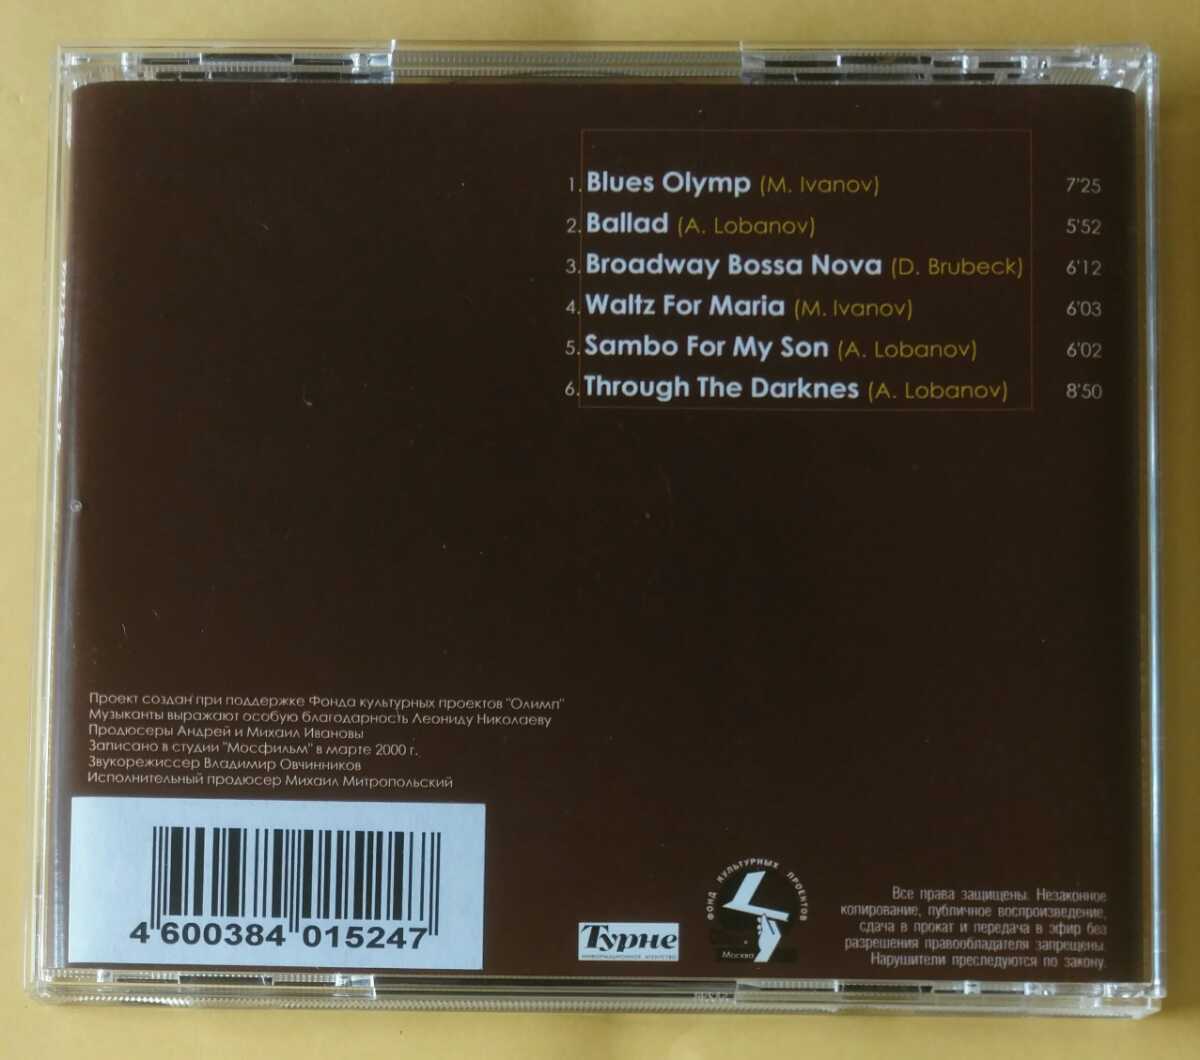 1. Blues Olymp (M. Ivanov) 7'25
2. Ballad (A. Lobanov) 5'52
3. Broadway Bossa Nova (D. Brubeck) 6'12
4. Waltz For Maria (M. Ivanov) 6'03
5. Sambo For My Son (A. Lobanov) 6'02
6. Through The Darknes (A. Lobanov) 8'50
Проект создан при поддержке Фонда культурных проектов "Олимп"
Музыканты выражают особую благодарность Леониду Николаеву
Продюсеры Андрей и Михаил Ивановы
Записано в студии "Мосфильм" в марте 2000 г.
Звукорежиссер Владимир Овчинников
Исполнительный продюсер Михаил Митропольский
4 600384 015247
Турне
ИНФОРМАЦИОННОЕ АГЕНТСТВО
ФОНД КУЛЬТУРНЫХ ПРОЕКТОВ
Москва
Все права защищены. Незаконное
копирование, публичное воспроизведение,
сдача в прокат и передача в эфир без
разрешения правообладателя запрещены.
Нарушители преследуются по закону.